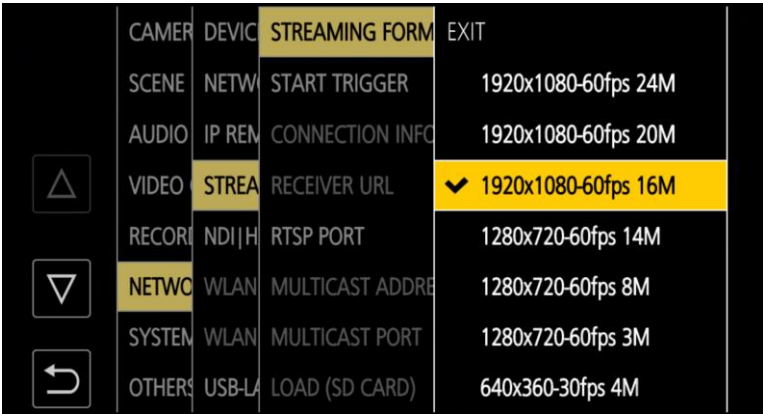 CAMER DEVIC STREAMING FORM EXIT
SCENE NETW START TRIGGER 1920x1080-60fps 24M
AUDIO IP REM CONNECTION INFO 1920x1080-60fps 20M
VIDEO STREA RECEIVER URL 1920x1080-60fps 16M
RECORD NDI|H RTSP PORT 1280x720-60fps 14M
NETWO WLAN MULTICAST ADDRE 1280x720-60fps 8M
SYSTEM WLAN MULTICAST PORT 1280x720-60fps 3M
OTHERS USB-LA LOAD (SD CARD) 640x360-30fps 4M